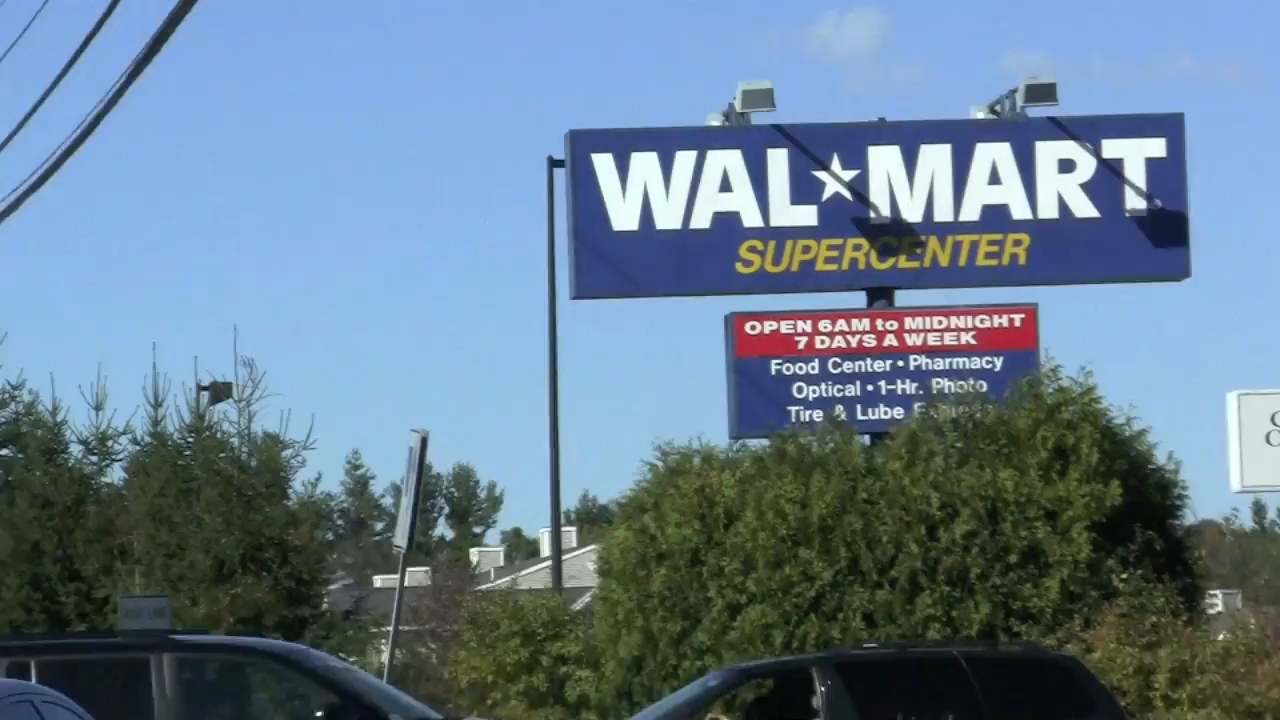 WAL★MART
SUPERCENTER
OPEN 6AM to MIDNIGHT
7 DAYS A WEEK
Food Center • Pharmacy
Optical • 1-Hr. Photo
Tire & Lube